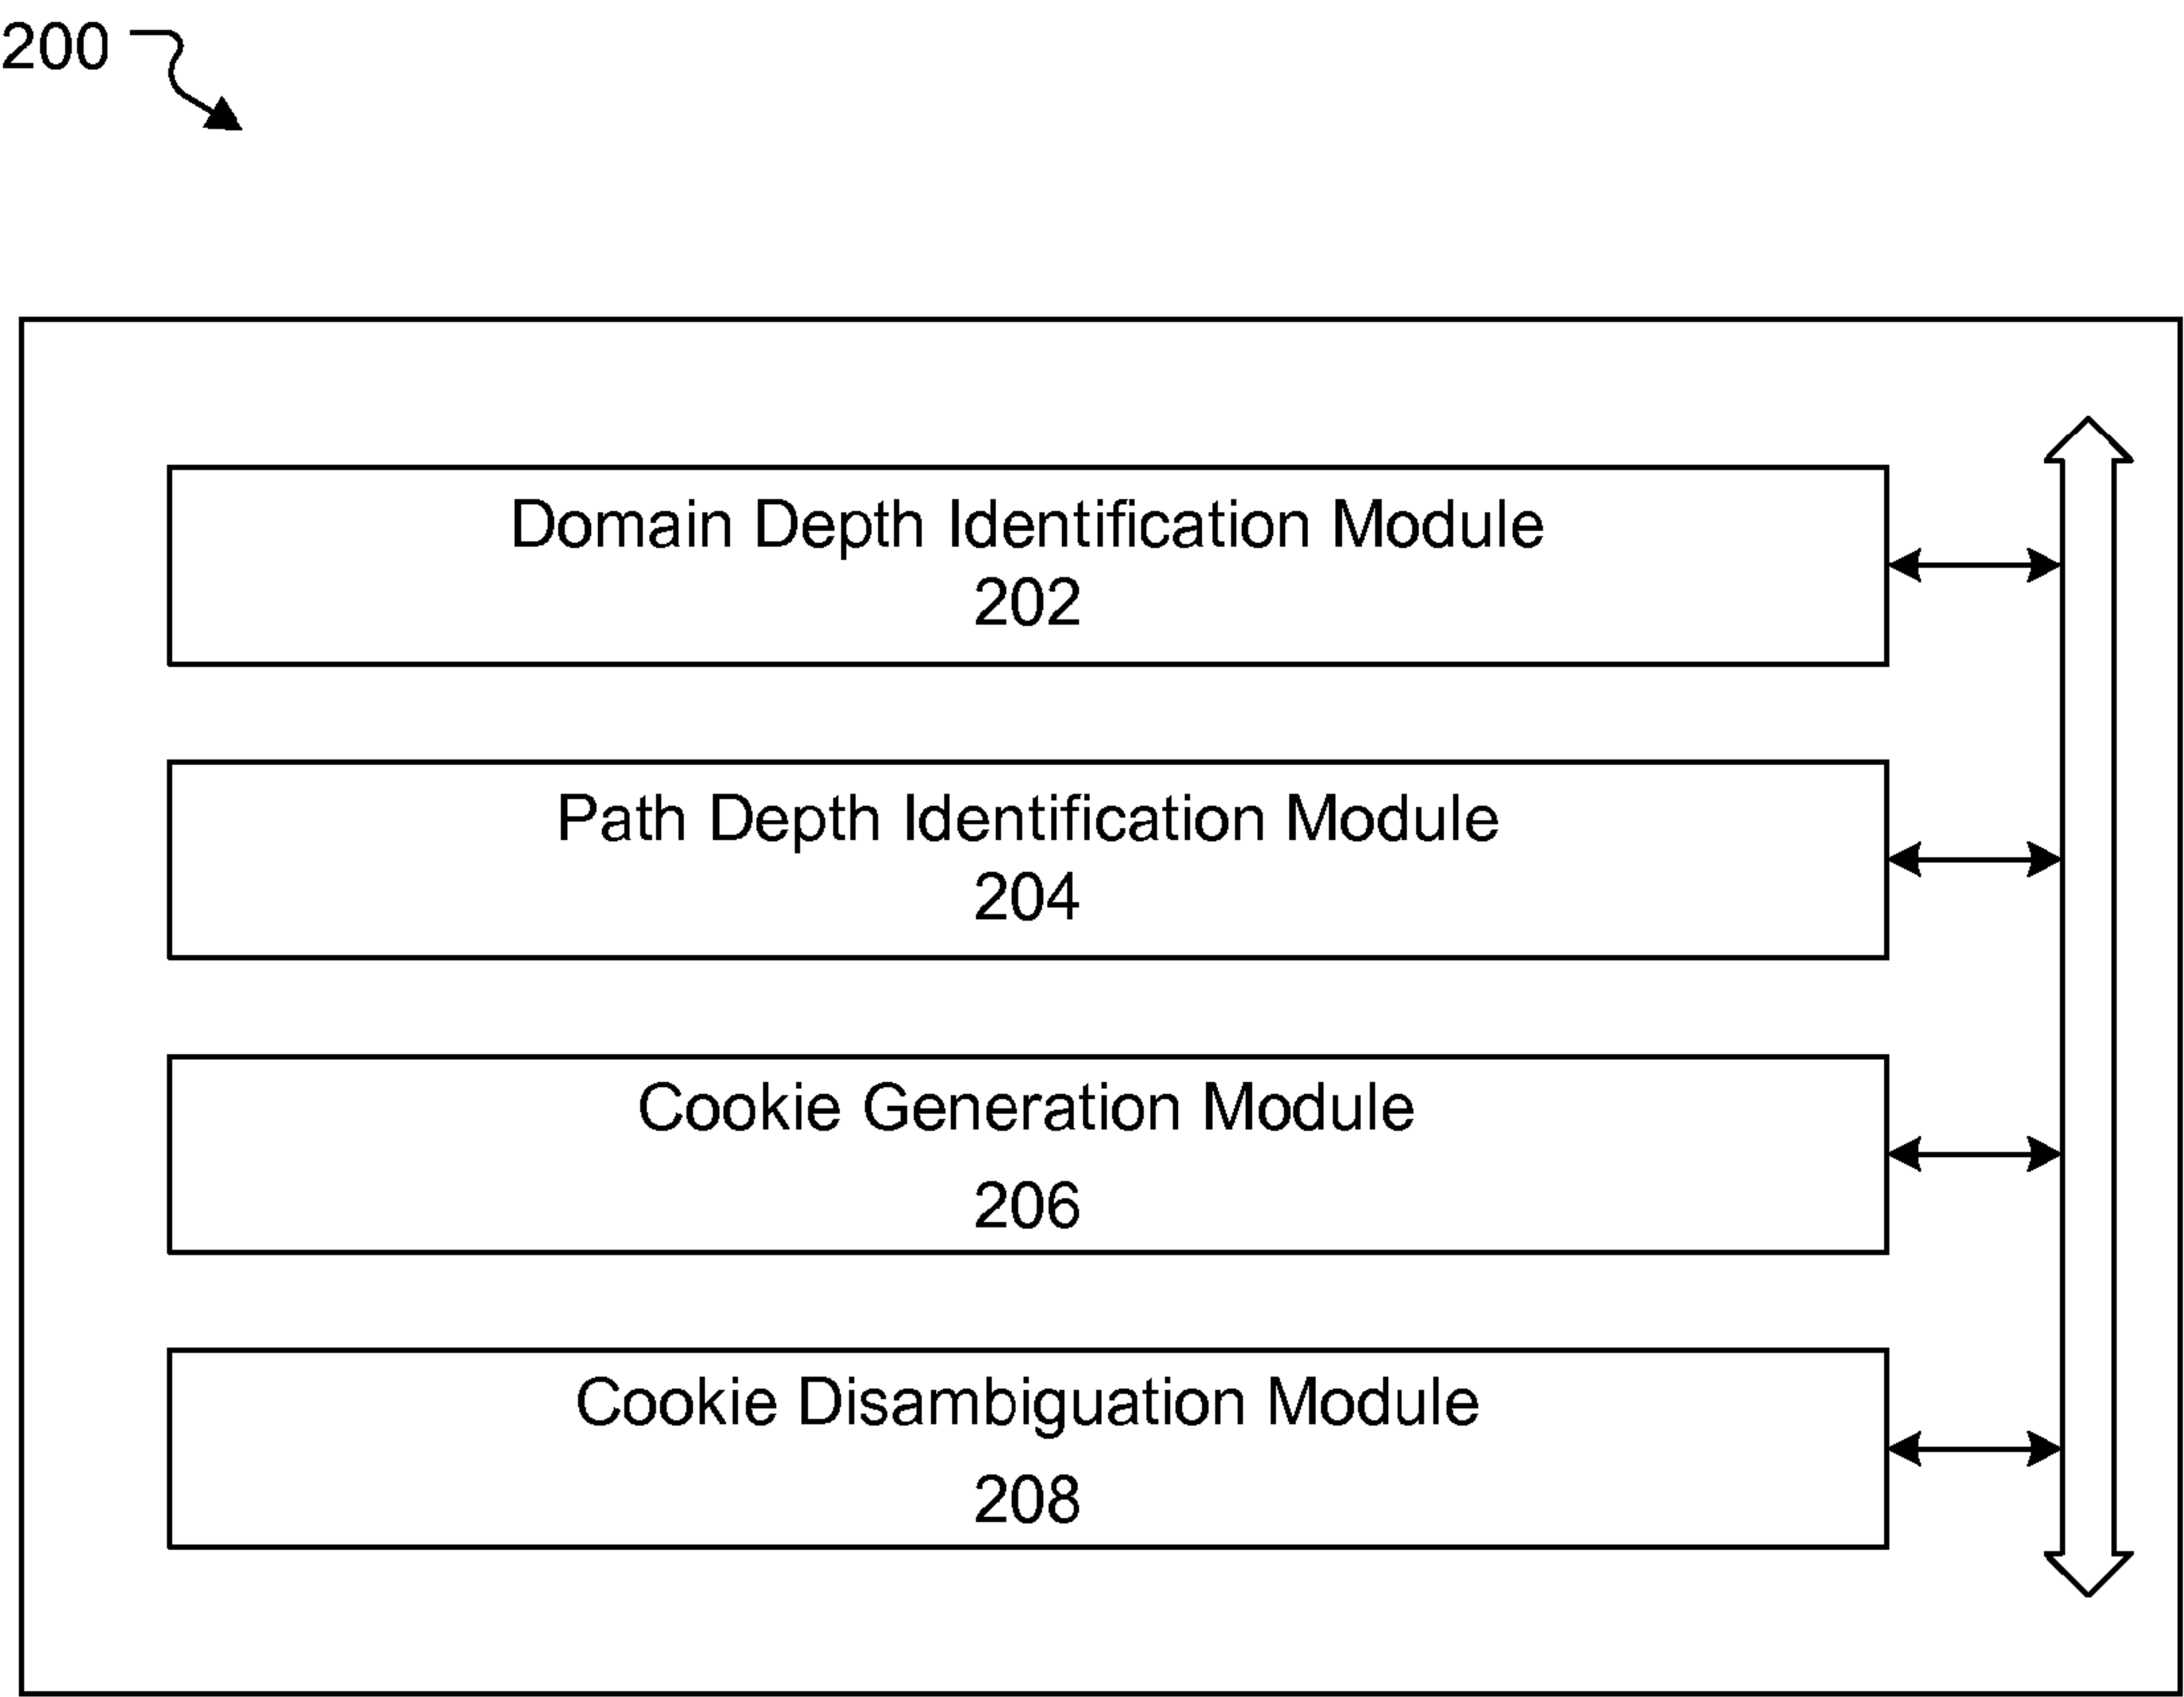 200
Domain Depth Identification Module
202
Path Depth Identification Module
204
Cookie Generation Module
206
Cookie Disambiguation Module
208